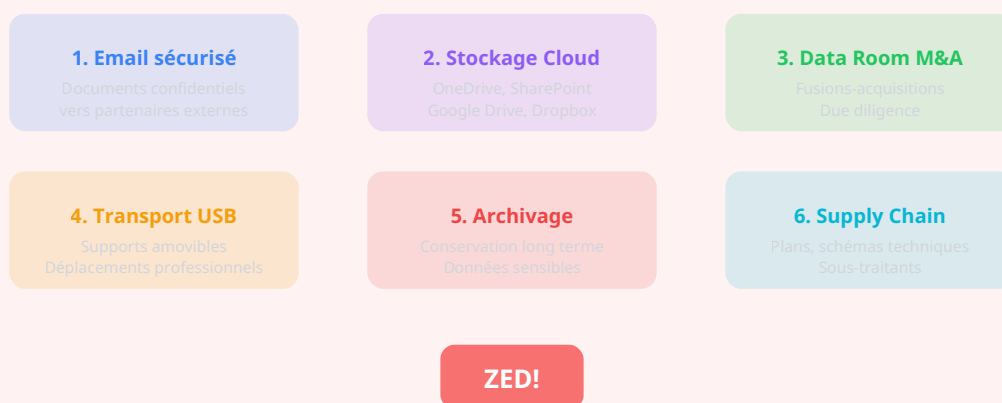 1. Email sécurisé
Documents confidentiels
vers partenaires externes
2. Stockage Cloud
OneDrive, SharePoint
Google Drive, Dropbox
3. Data Room M&A
Fusions-acquisitions
Due diligence
4. Transport USB
Supports amovibles
Déplacements professionnels
5. Archivage
Conservation long terme
Données sensibles
6. Supply Chain
Plans, schémas techniques
Sous-traitants
ZED!